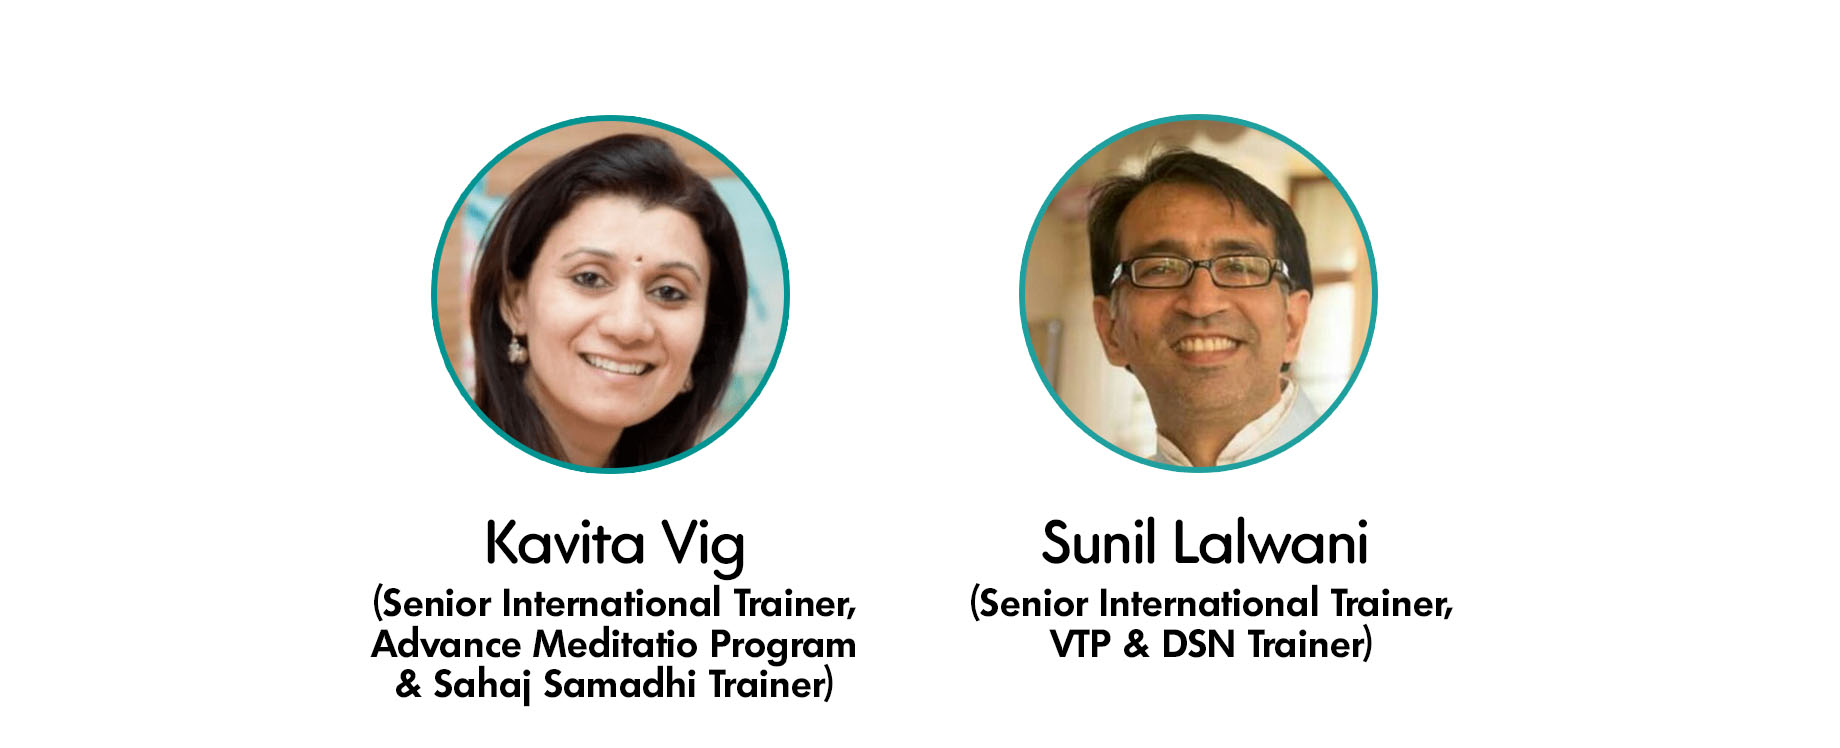 Kavita Vig
(Senior International Trainer,
Advance Meditatio Program
& Sahaj Samadhi Trainer)
Sunil Lalwani
(Senior International Trainer,
VTP & DSN Trainer)